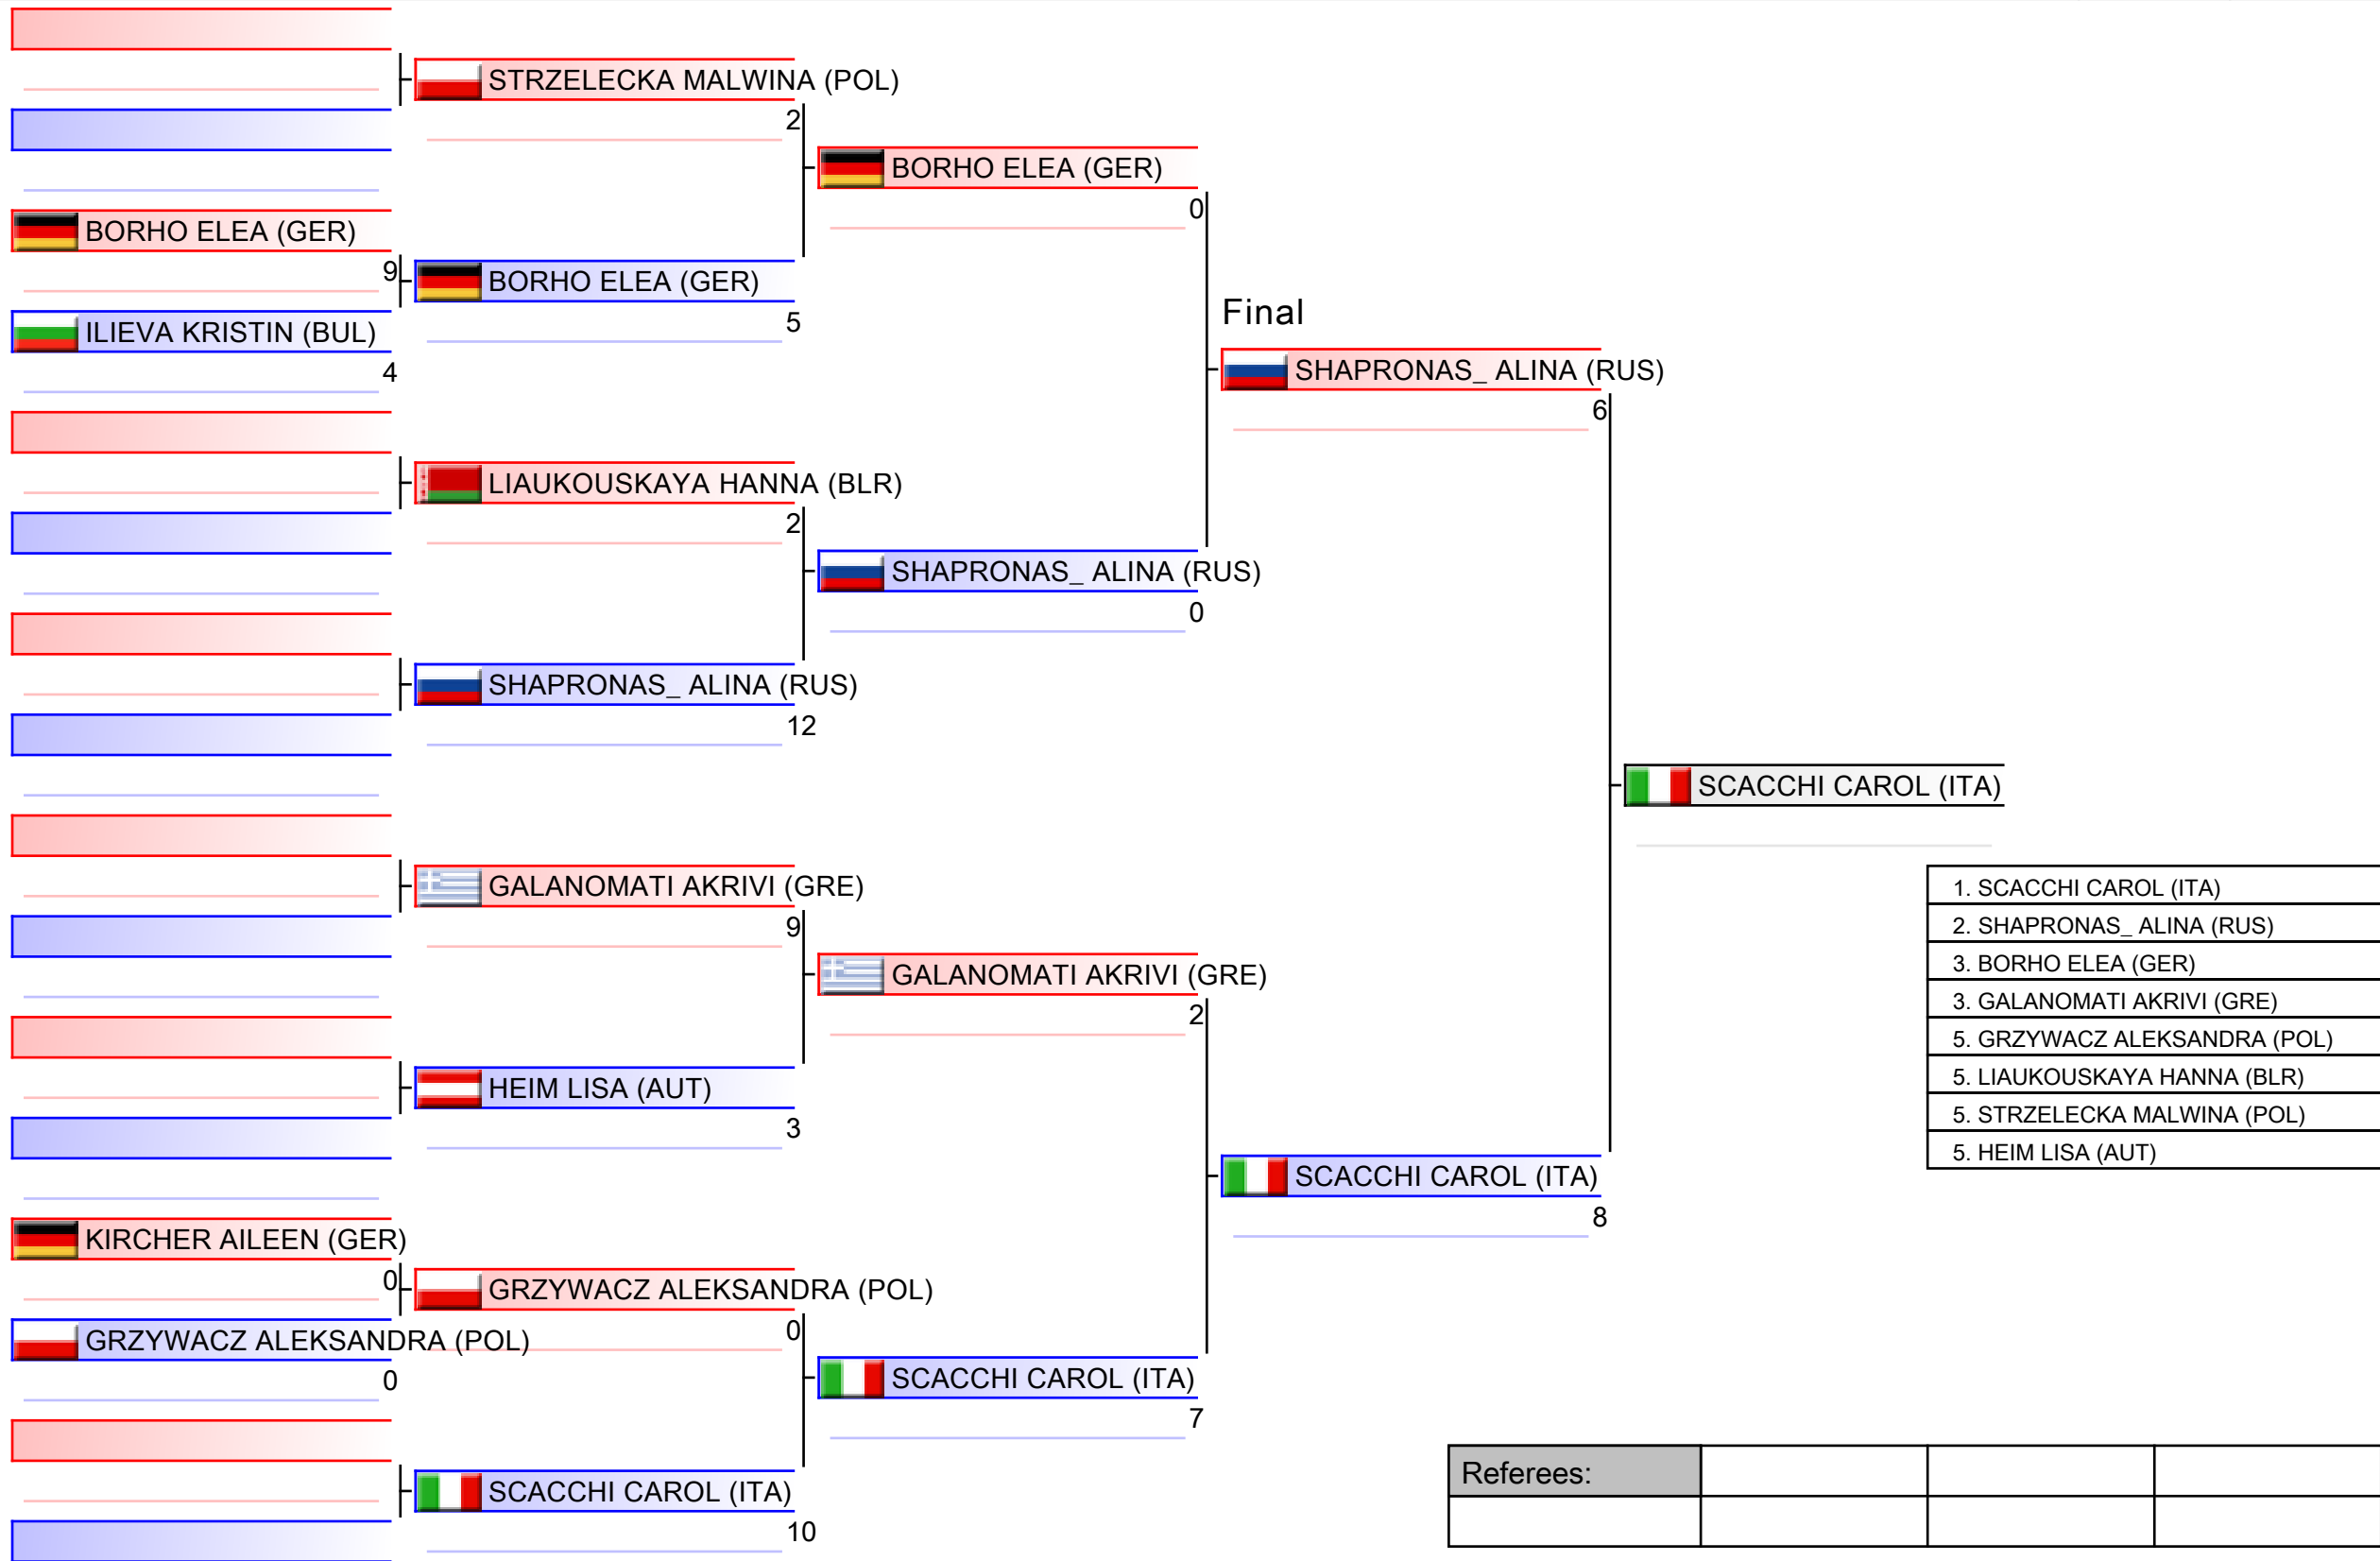 STRZELECKA MALWINA (POL)
2
BORHO ELEA (GER)
0
BORHO ELEA (GER)
9
BORHO ELEA (GER)
5
ILIEVA KRISTIN (BUL)
4
Final
SHAPRONAS_ ALINA (RUS)
6
LIAUKOUSKAYA HANNA (BLR)
2
SHAPRONAS_ ALINA (RUS)
0
SHAPRONAS_ ALINA (RUS)
12
SCACCHI CAROL (ITA)
GALANOMATI AKRIVI (GRE)
9
GALANOMATI AKRIVI (GRE)
2
HEIM LISA (AUT)
3
1. SCACCHI CAROL (ITA)
2. SHAPRONAS_ ALINA (RUS)
3. BORHO ELEA (GER)
3. GALANOMATI AKRIVI (GRE)
5. GRZYWACZ ALEKSANDRA (POL)
5. LIAUKOUSKAYA HANNA (BLR)
5. STRZELECKA MALWINA (POL)
5. HEIM LISA (AUT)
SCACCHI CAROL (ITA)
8
KIRCHER AILEEN (GER)
0
GRZYWACZ ALEKSANDRA (POL)
0
GRZYWACZ ALEKSANDRA (POL)
0
SCACCHI CAROL (ITA)
7
SCACCHI CAROL (ITA)
10
Referees: